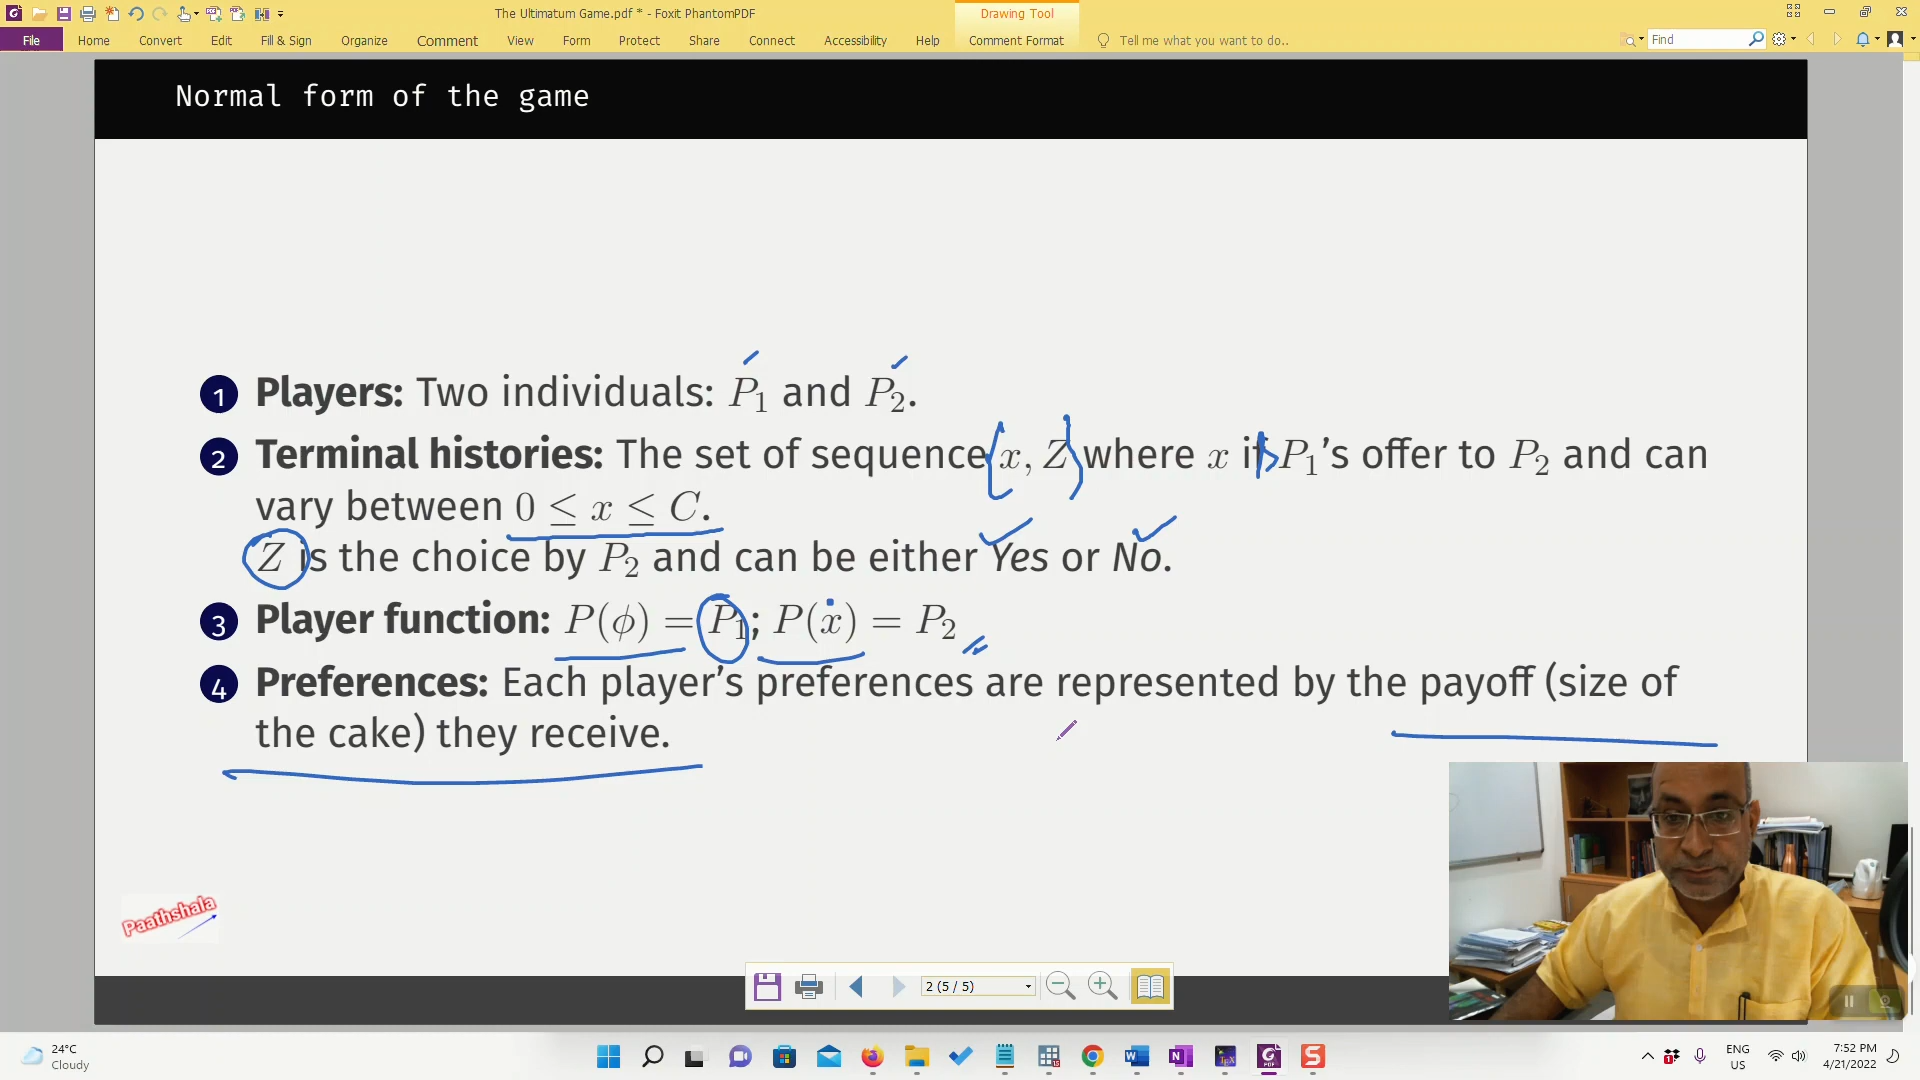 The Ultimatum Game.pdf * - Foxit PhantomPDF
Drawing Tool
File Home Convert Edit Fill & Sign Organize Comment View Form Protect Share Connect Accessibility Help Comment Format Tell me what you want to do.. Find
Normal form of the game
1 Players: Two individuals: P₁ and P₂.
2 Terminal histories: The set of sequence (x, Z) where x if P₁'s offer to P₂ and can
vary between 0 ≤ x ≤ C.
Z is the choice by P₂ and can be either Yes or No.
3 Player function: P(ϕ) = P₁; P(x) = P₂
4 Preferences: Each player's preferences are represented by the payoff (size of
the cake) they receive.
Paathshala
2 (5 / 5)
24°C
Cloudy
ENG
US
7:52 PM
4/21/2022